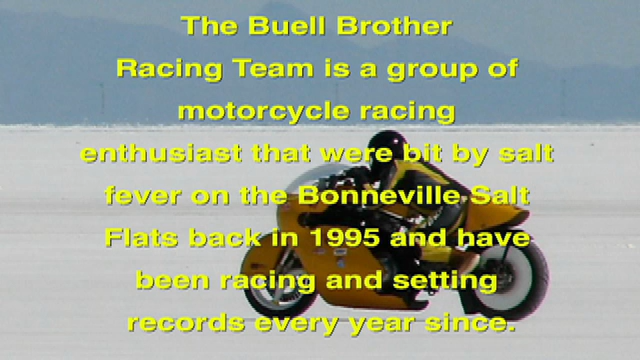 The Buell Brother
Racing Team is a group of
motorcycle racing
enthusiast that were bit by salt
fever on the Bonneville Salt
Flats back in 1995 and have
been racing and setting
records every year since.